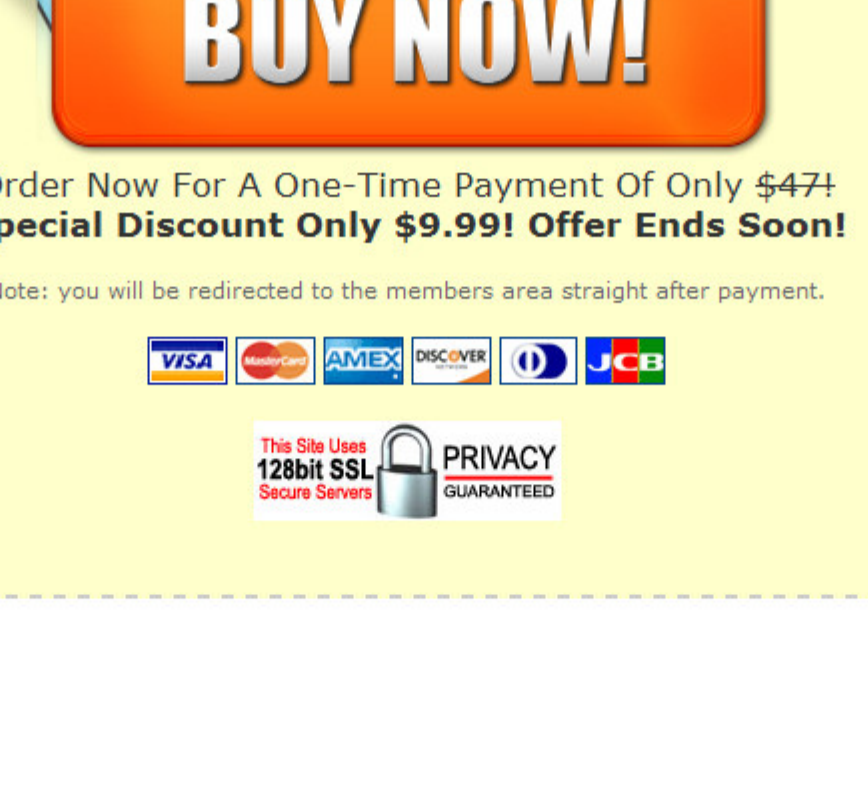 BUY NOW!
Order Now For A One-Time Payment Of Only $47!
Special Discount Only $9.99! Offer Ends Soon!
Note: you will be redirected to the members area straight after payment.
VISA MasterCard AMEX DISCOVER NETWORK JCB
This Site Uses
128bit SSL
Secure Servers
PRIVACY
GUARANTEED